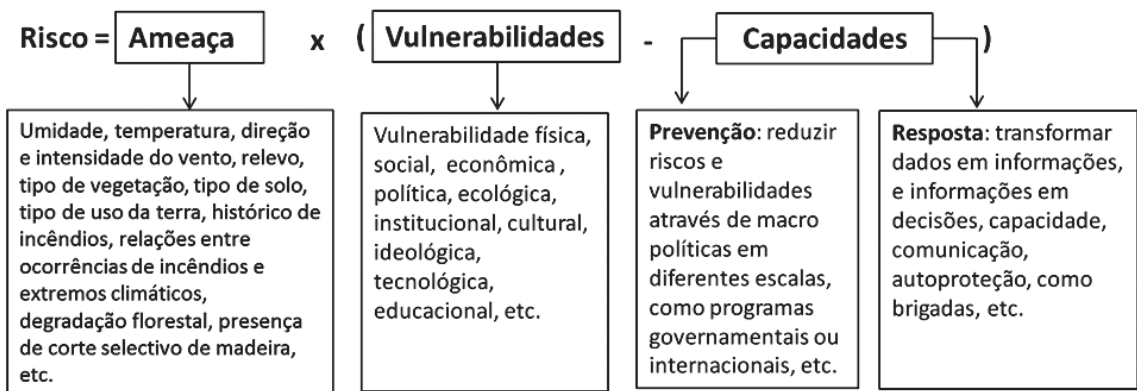 Risco = Ameaça x ( Vulnerabilidades - Capacidades )
Umidade, temperatura, direção
e intensidade do vento, relevo,
tipo de vegetação, tipo de solo,
tipo de uso da terra, histórico de
incêndios, relações entre
ocorrências de incêndios e
extremos climáticos,
degradação florestal, presença
de corte selectivo de madeira,
etc.
Vulnerabilidade física,
social, econômica ,
política, ecológica,
institucional, cultural,
ideológica,
tecnológica,
educacional, etc.
Prevenção: reduzir
riscos e
vulnerabilidades
através de macro
políticas em
diferentes escalas,
como programas
governamentais ou
internacionais, etc.
Resposta: transformar
dados em informações,
e informações em
decisões, capacidade,
comunicação,
autoproteção, como
brigadas, etc.